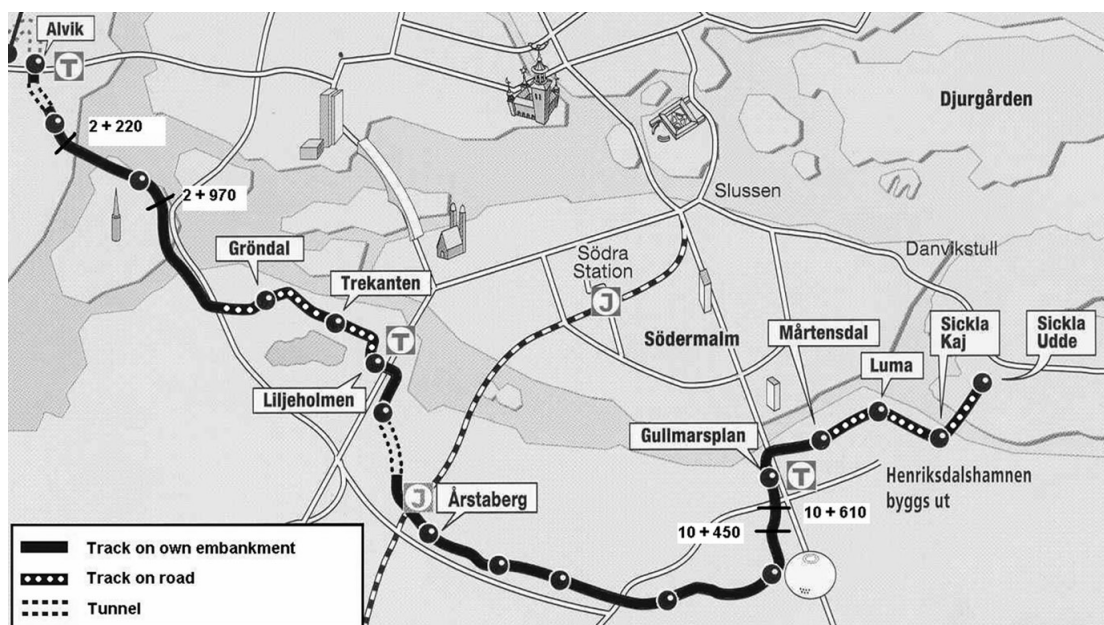 Alvik
T
2 + 220
Djurgården
2 + 970
Slussen
Gröndal
Södra
Station
Danvikstull
Trekanten
J
T
Södermalm
Mårtensdal
Sickla
Kaj
Sickla
Udde
Luma
Liljeholmen
Gullmarsplan
T
Henriksdalshamnen
byggs ut
J
Årstaberg
10 + 610
10 + 450
Track on own embankment
Track on road
Tunnel